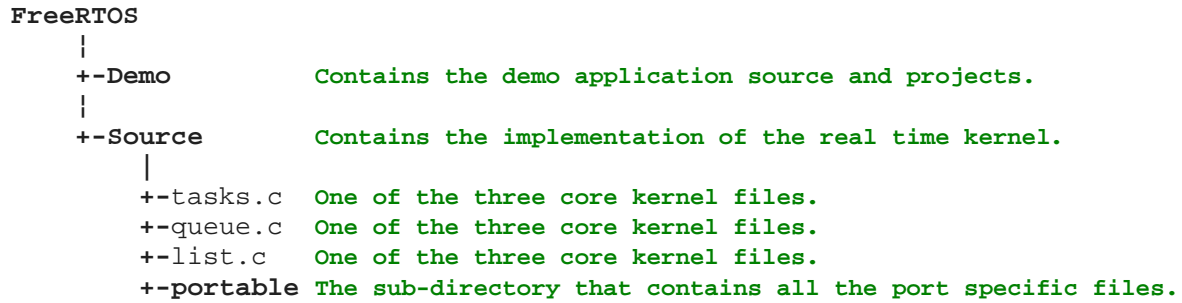 FreeRTOS
¦
+-Demo Contains the demo application source and projects.
¦
+-Source Contains the implementation of the real time kernel.
|
+-tasks.c One of the three core kernel files.
+-queue.c One of the three core kernel files.
+-list.c One of the three core kernel files.
+-portable The sub-directory that contains all the port specific files.